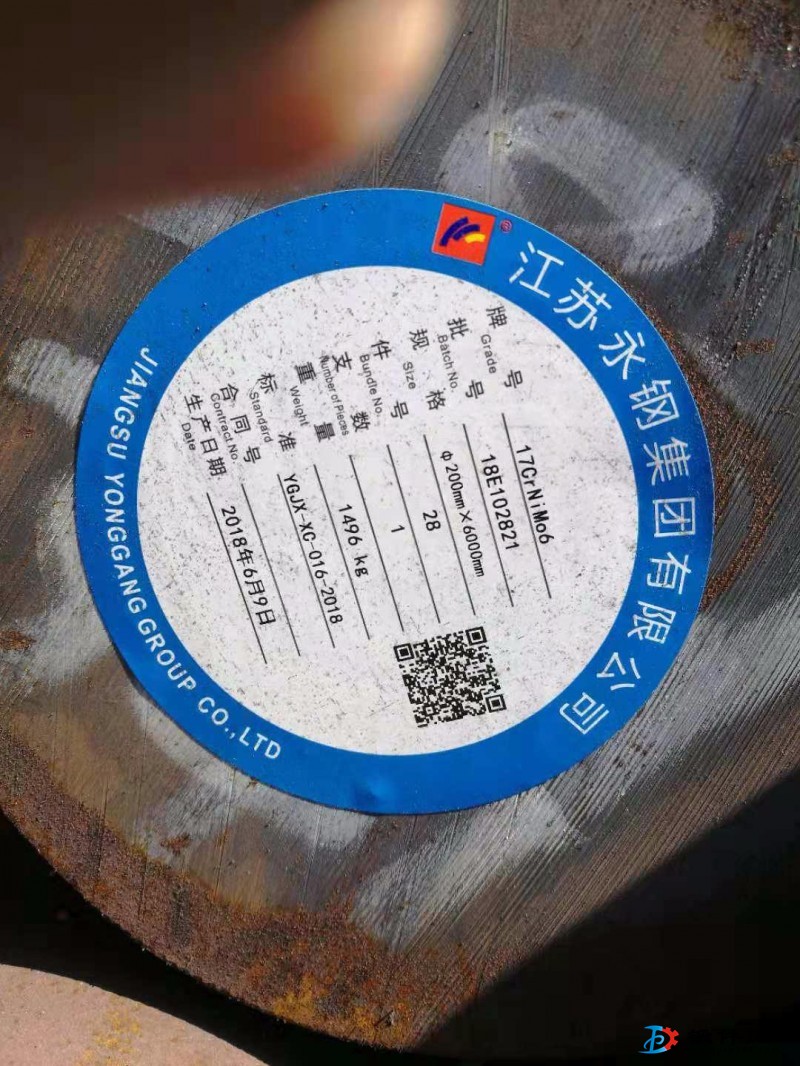 江苏永钢集团有限公司
牌号 17CrNiMo6
Grade
批号 18E102821
Batch No.
规格 φ200mm×6000mm
Size
件号 28
Bundle No.
支数 1
Number of Pieces
重量 1496 kg
Weight
标准 YGJX-XG-016-2018
Standard
合同号
Contract No.
生产日期 2018年6月9日
Date
JIANGSU YONGGANG GROUP CO.,LTD